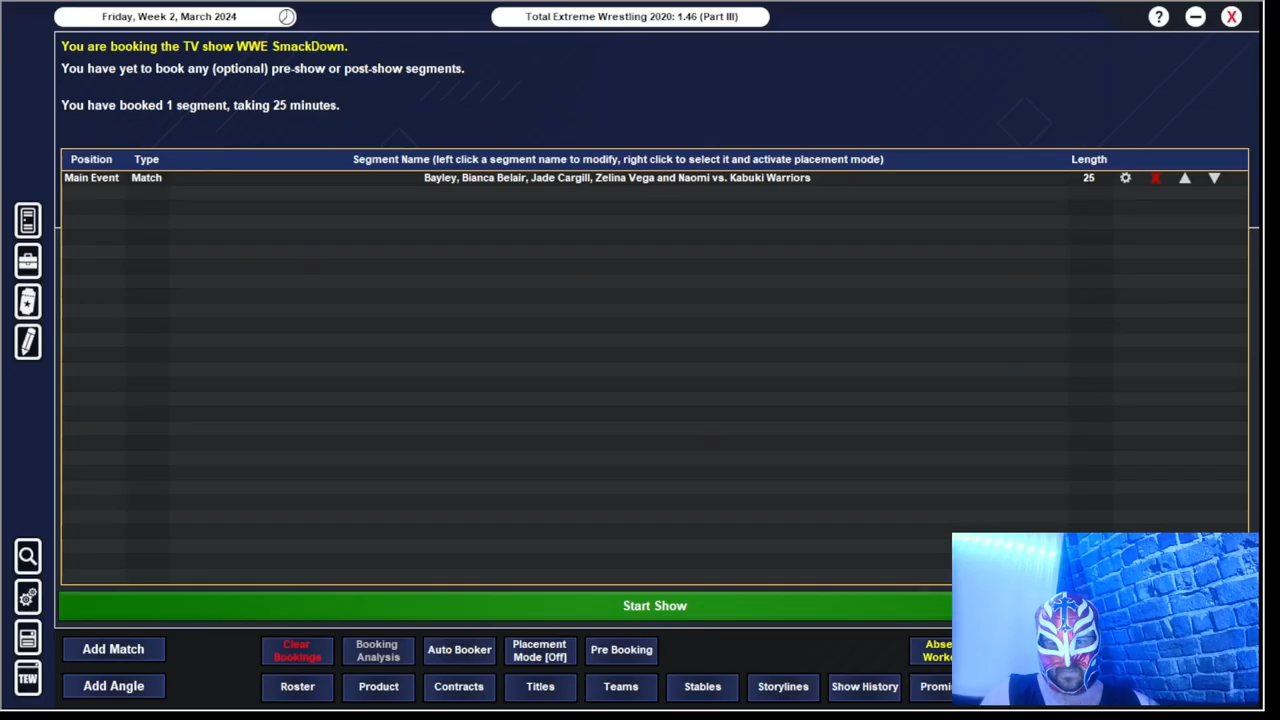 Friday, Week 2, March 2024
Total Extreme Wrestling 2020: 1.46 (Part III)
?
X
You are booking the TV show WWE SmackDown.
You have yet to book any (optional) pre-show or post-show segments.
You have booked 1 segment, taking 25 minutes.
Position Type Segment Name (left click a segment name to modify, right click to select it and activate placement mode) Length
Main Event Match Bayley, Bianca Belair, Jade Cargill, Zelina Vega and Naomi vs. Kabuki Warriors 25 X
Start Show
Add Match
Clear Bookings
Booking Analysis
Auto Booker
Placement Mode [Off]
Pre Booking
Abse
Work
Add Angle
Roster
Product
Contracts
Titles
Teams
Stables
Storylines
Show History
Promi
TEW